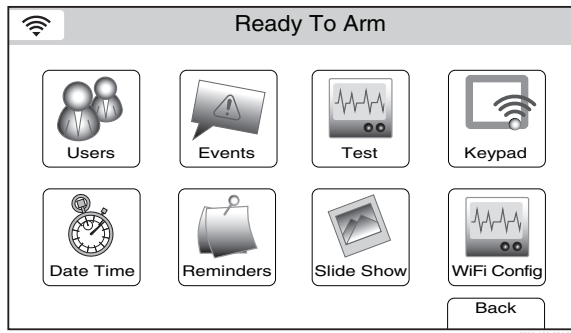 Ready To Arm
Users Events Test Keypad
Date Time Reminders Slide Show WiFi Config
Back